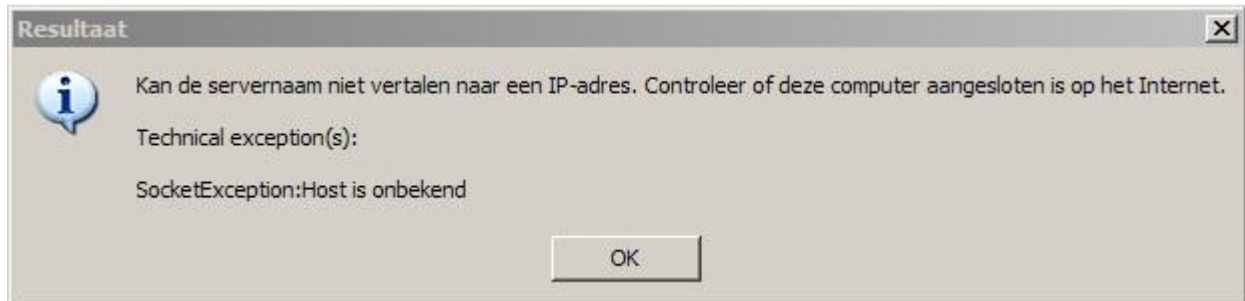 Resultaat
Kan de servernaam niet vertalen naar een IP-adres. Controleer of deze computer aangesloten is op het Internet.
Technical exception(s):
SocketException:Host is onbekend
OK